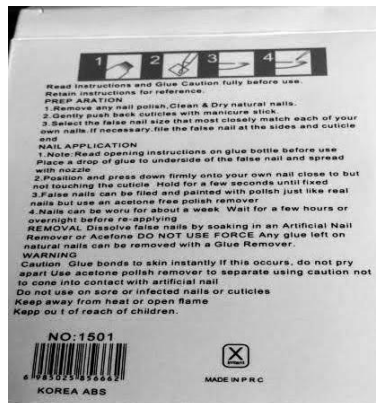 1 2 3 4
Read Instructions and Glue Caution fully before use.
Retain instructions for reference.
PREP ARATION
1.Remove any nail polish,Clean & Dry natural nails.
2.Gently push back cuticles with manicure stick.
3.Select the false nail size that most closely match each of your
own nails.If necessary.file the false nail at the sides and cuticle
end
NAIL APPLICATION
1.Note:Read opening instructions on glue bottle before use
Place a drop of glue to underside of the false nail and spread
with nozzle
2.Position and press down firmly onto your own nail close to but
not touching the cuticle Hold for a few seconds until fixed
3.False nails can be filed and painted with polish just like real
nails but use an acetone free polish remover
4.Nails can be woru for about a week Wait for a few hours or
overnight before re-applying
REMOVAL Dissolve false nails by soaking in an Artificial Nail
Remover or Acetone DO NOT USE FORCE Any glue left on
natural nails can be removed with a Glue Remover.
WARNING
Caution Glue bonds to skin instantly If this occurs, do not pry
apart Use acetone polish remover to separate using caution not
to cone into contact with artificial nail
Do not use on sore or infected nails or cuticles
Keep away from heat or open flame
Kepp ou t of reach of children.
NO:1501
6 985025 856662
KOREA ABS
MADE IN P R C